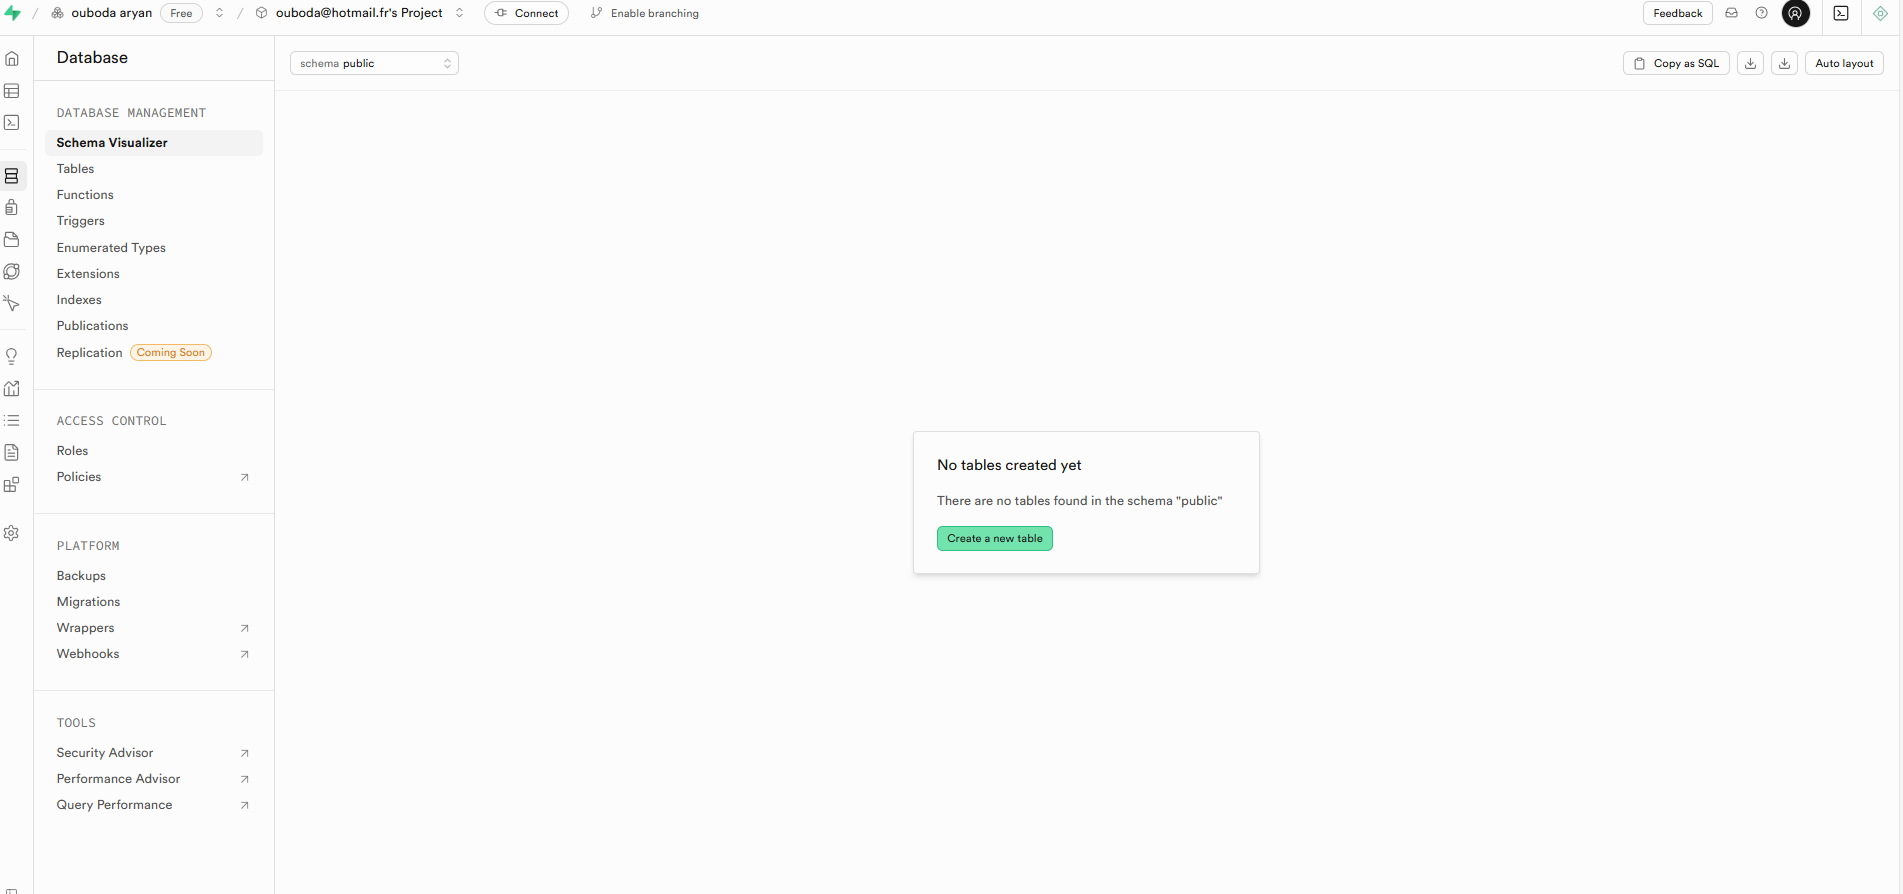 / ouboda aryan Free / ouboda@hotmail.fr's Project Connect Enable branching Feedback
Database
schema public
Copy as SQL
Auto layout
DATABASE MANAGEMENT
Schema Visualizer
Tables
Functions
Triggers
Enumerated Types
Extensions
Indexes
Publications
Replication Coming Soon
ACCESS CONTROL
Roles
Policies
PLATFORM
Backups
Migrations
Wrappers
Webhooks
TOOLS
Security Advisor
Performance Advisor
Query Performance
No tables created yet
There are no tables found in the schema "public"
Create a new table